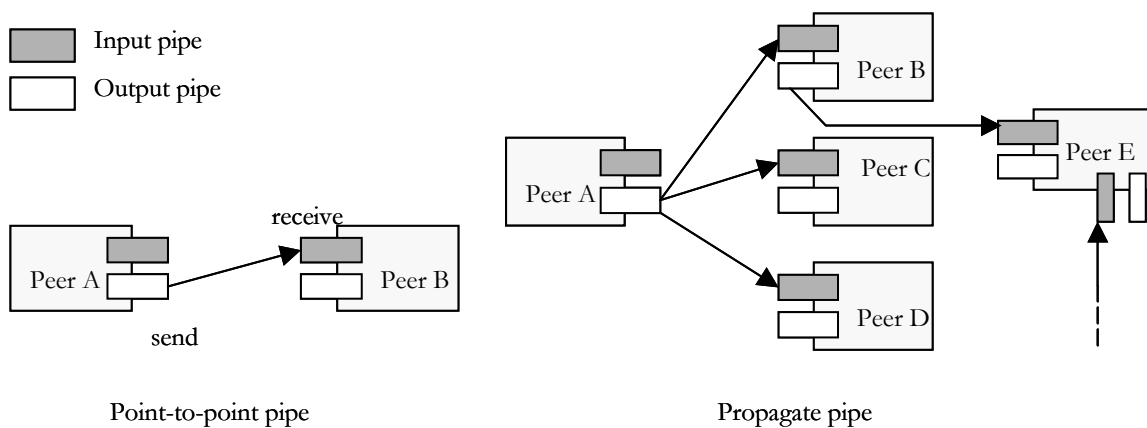 Input pipe
Output pipe
receive
Peer A
Peer B
send
Point-to-point pipe
Peer B
Peer E
Peer A
Peer C
Peer D
Propagate pipe